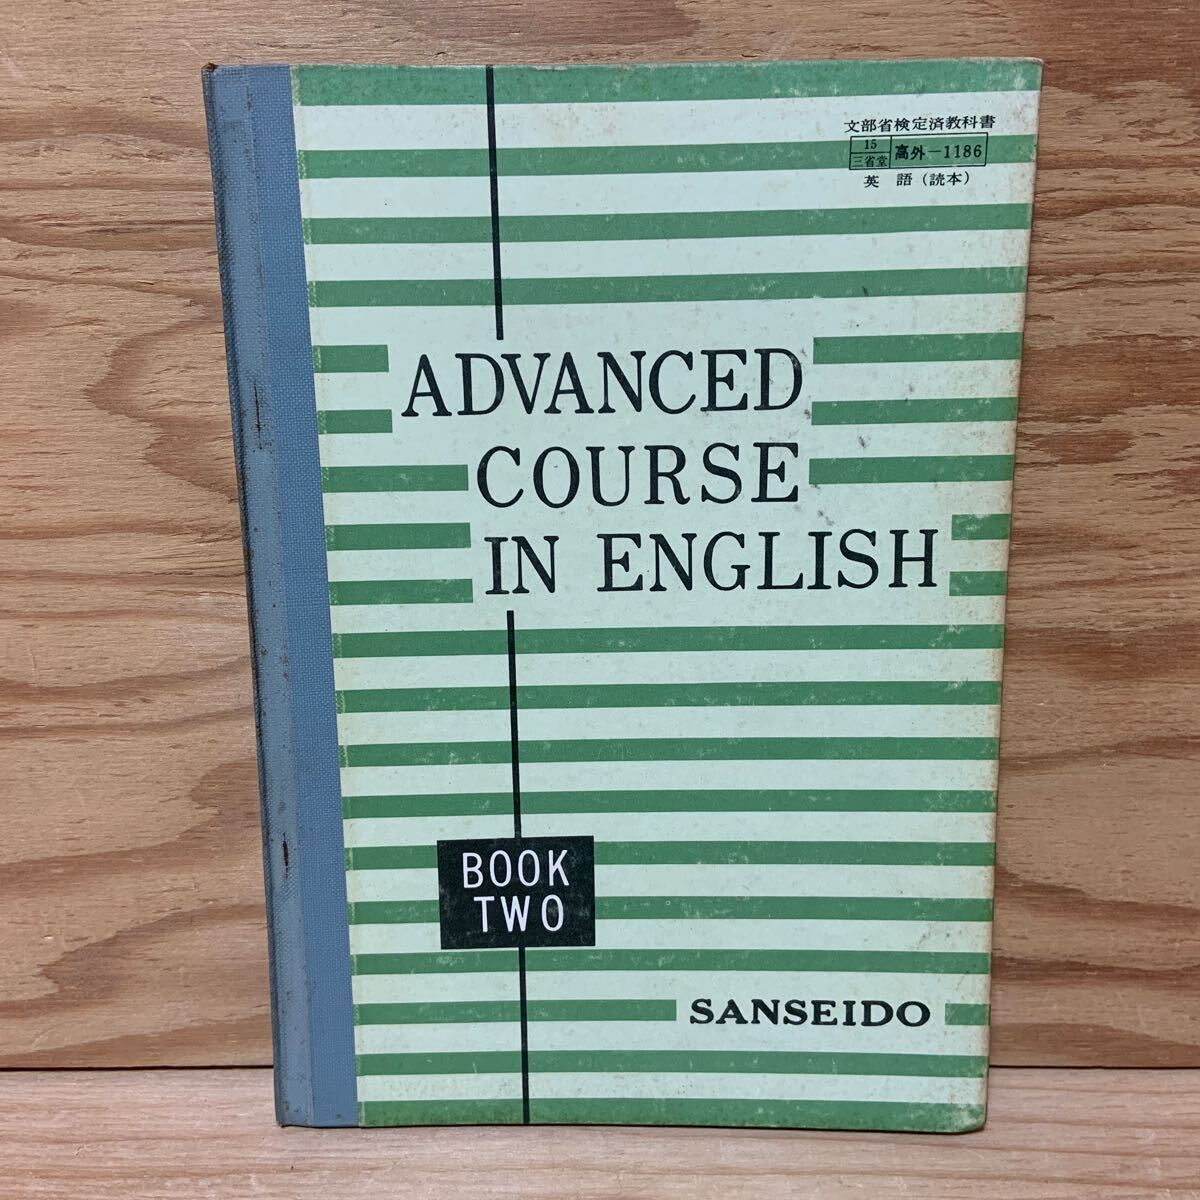 文部省検定済教科書
15
三省堂
高外-1186
英 語(読本)
ADVANCED
COURSE
IN ENGLISH
BOOK
TWO
SANSEIDO